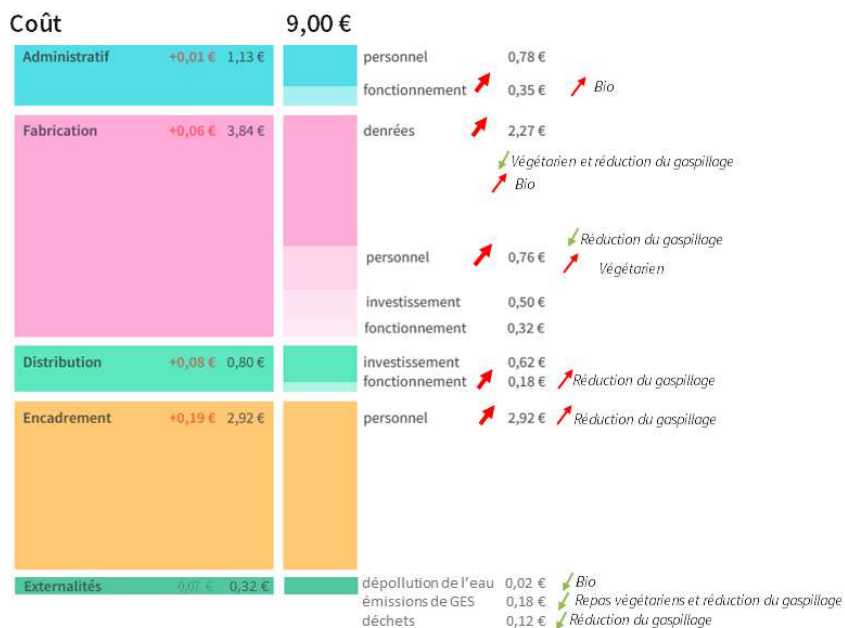 Coût 9,00 €
Administratif +0,01 € 1,13 € personnel 0,78 €
fonctionnement 0,35 € Bio
Fabrication +0,06 € 3,84 € denrées 2,27 €
Végétarien et réduction du gaspillage
Bio
Réduction du gaspillage
personnel 0,76 €
Végétarien
investissement 0,50 €
fonctionnement 0,32 €
Distribution +0,08 € 0,80 € investissement 0,62 €
fonctionnement 0,18 € Réduction du gaspillage
Encadrement +0,19 € 2,92 € personnel 2,92 € Réduction du gaspillage
Externalités -0,07 € 0,32 € dépollution de l'eau 0,02 € Bio
émissions de GES 0,18 € Repas végétariens et réduction du gaspillage
déchets 0,12 € Réduction du gaspillage